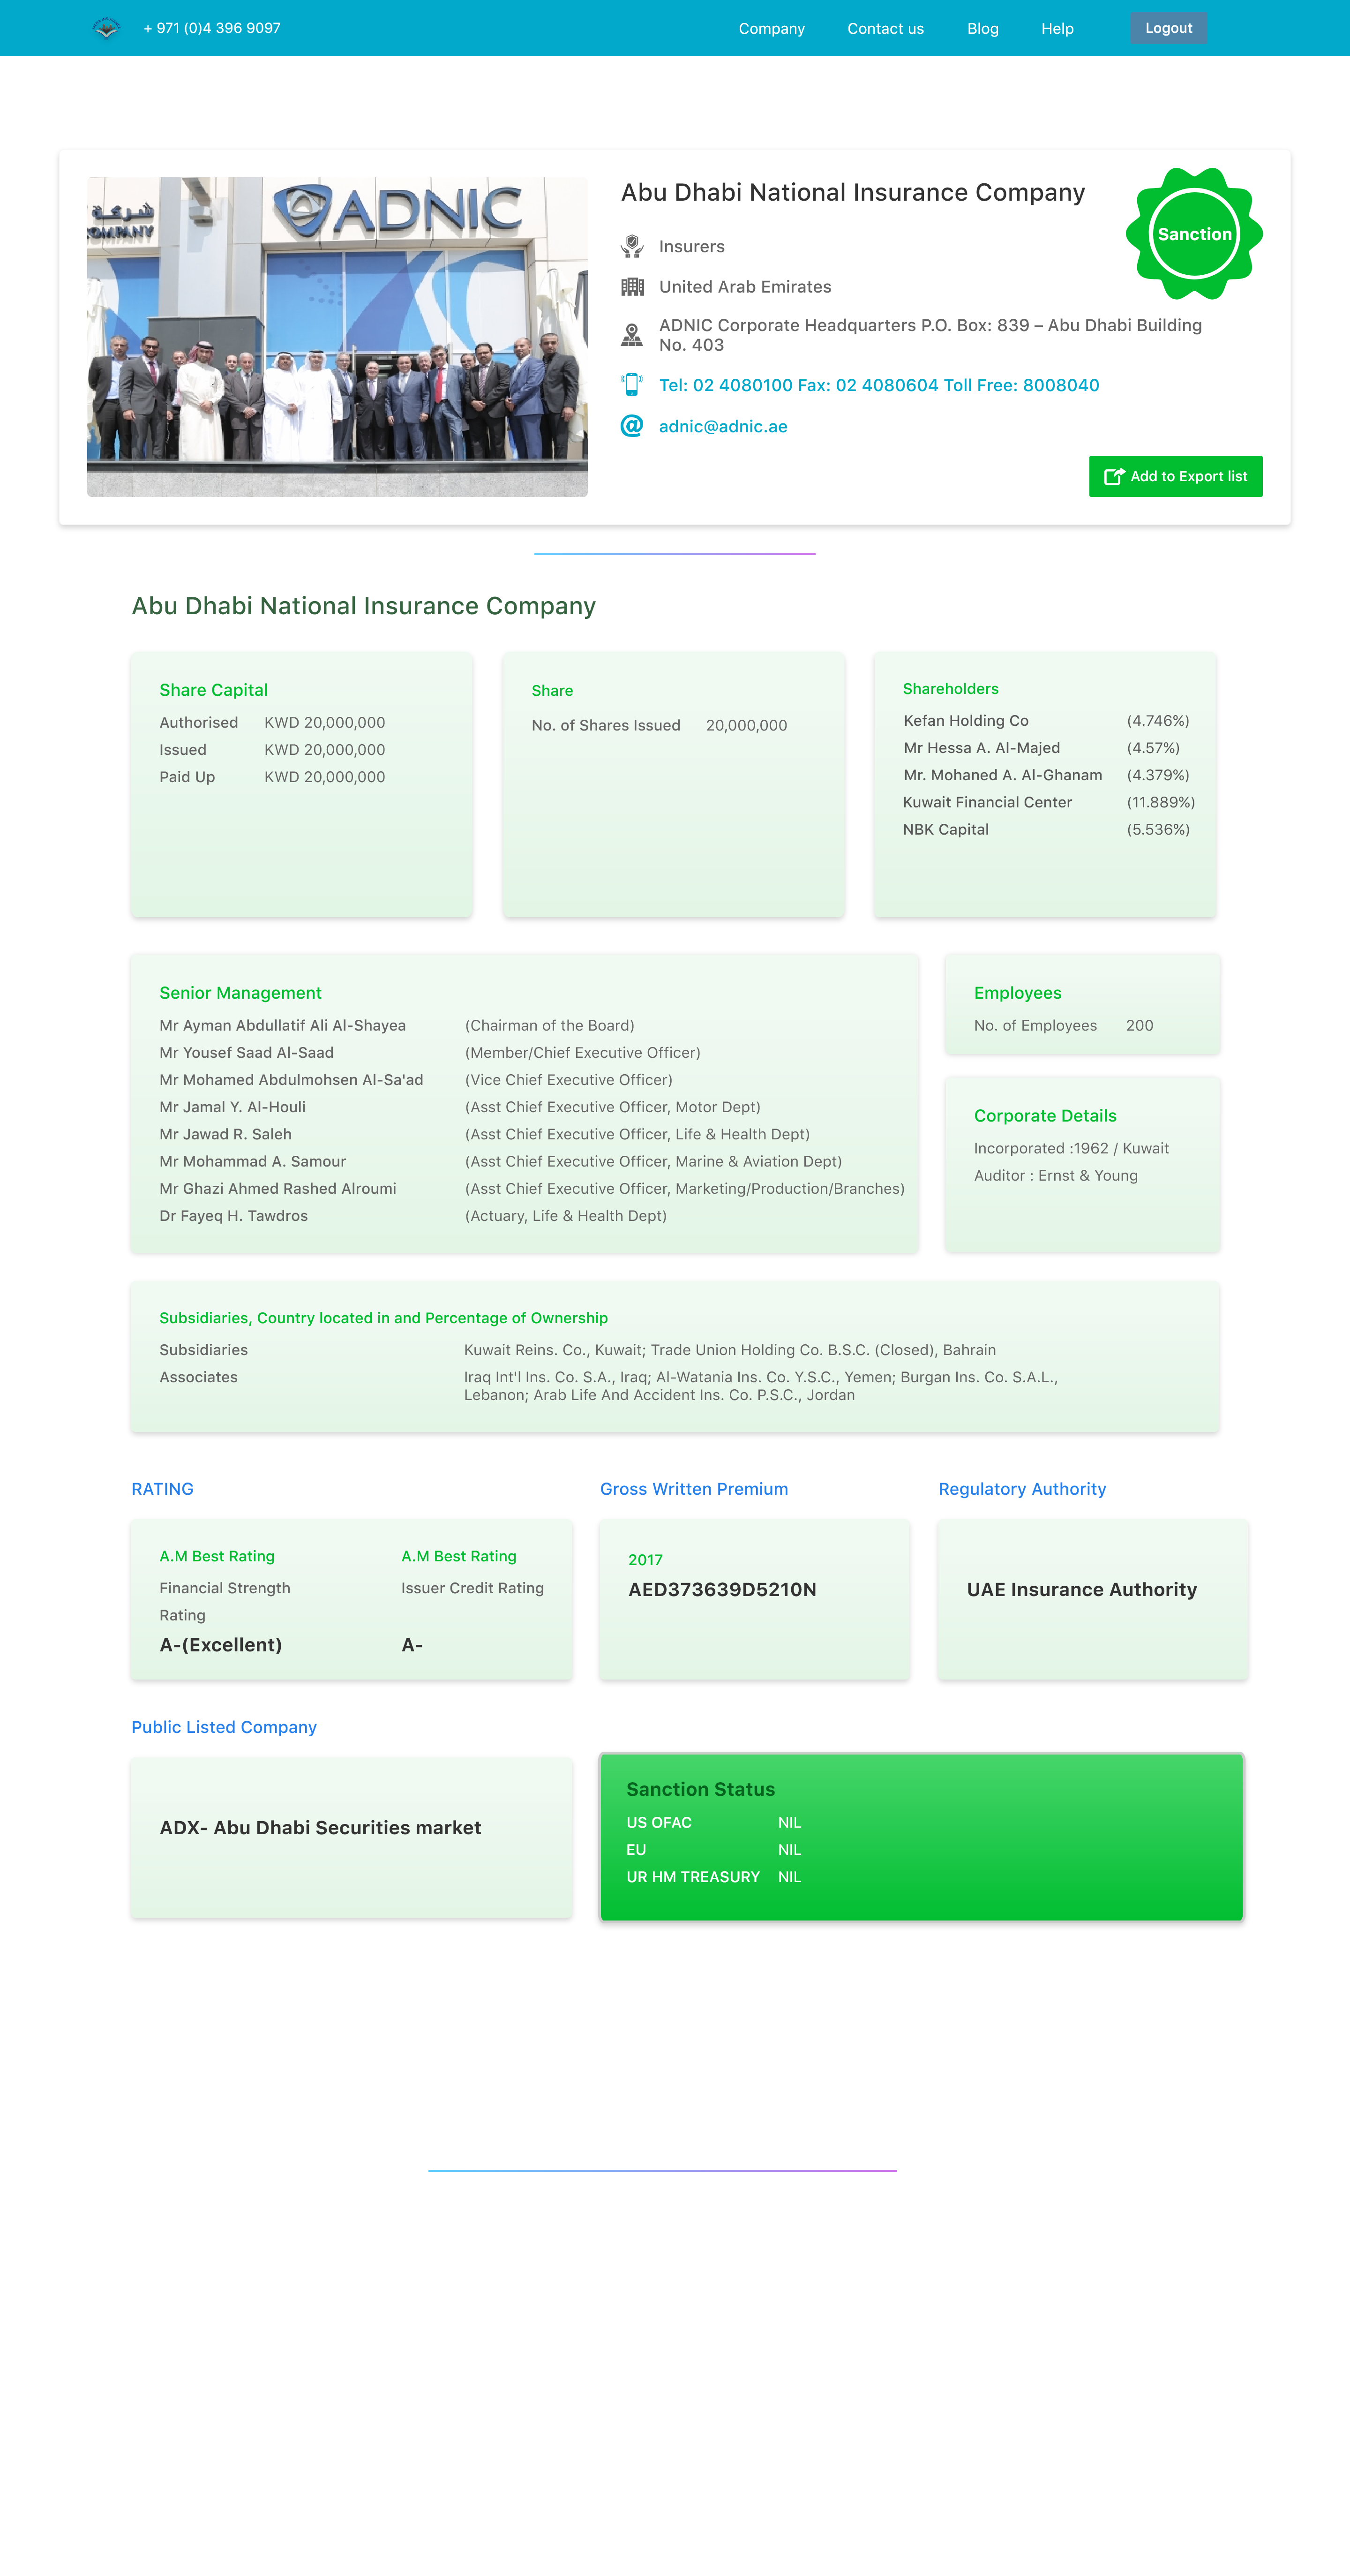 + 971 (0)4 396 9097
Company Contact us Blog Help Logout
شركة
COMPANY
ADNIC
Abu Dhabi National Insurance Company
Sanction
Insurers
United Arab Emirates
ADNIC Corporate Headquarters P.O. Box: 839 – Abu Dhabi Building
No. 403
Tel: 02 4080100 Fax: 02 4080604 Toll Free: 8008040
adnic@adnic.ae
Add to Export list
Abu Dhabi National Insurance Company
Share Capital
Authorised KWD 20,000,000
Issued KWD 20,000,000
Paid Up KWD 20,000,000
Share
No. of Shares Issued 20,000,000
Shareholders
Kefan Holding Co (4.746%)
Mr Hessa A. Al-Majed (4.57%)
Mr. Mohaned A. Al-Ghanam (4.379%)
Kuwait Financial Center (11.889%)
NBK Capital (5.536%)
Senior Management
Mr Ayman Abdullatif Ali Al-Shayea (Chairman of the Board)
Mr Yousef Saad Al-Saad (Member/Chief Executive Officer)
Mr Mohamed Abdulmohsen Al-Sa'ad (Vice Chief Executive Officer)
Mr Jamal Y. Al-Houli (Asst Chief Executive Officer, Motor Dept)
Mr Jawad R. Saleh (Asst Chief Executive Officer, Life & Health Dept)
Mr Mohammad A. Samour (Asst Chief Executive Officer, Marine & Aviation Dept)
Mr Ghazi Ahmed Rashed Alroumi (Asst Chief Executive Officer, Marketing/Production/Branches)
Dr Fayeq H. Tawdros (Actuary, Life & Health Dept)
Employees
No. of Employees 200
Corporate Details
Incorporated :1962 / Kuwait
Auditor : Ernst & Young
Subsidiaries, Country located in and Percentage of Ownership
Subsidiaries Kuwait Reins. Co., Kuwait; Trade Union Holding Co. B.S.C. (Closed), Bahrain
Associates Iraq Int'l Ins. Co. S.A., Iraq; Al-Watania Ins. Co. Y.S.C., Yemen; Burgan Ins. Co. S.A.L.,
Lebanon; Arab Life And Accident Ins. Co. P.S.C., Jordan
RATING
A.M Best Rating A.M Best Rating
Financial Strength Issuer Credit Rating
Rating
A-(Excellent) A-
Gross Written Premium
2017
AED373639D5210N
Regulatory Authority
UAE Insurance Authority
Public Listed Company
ADX- Abu Dhabi Securities market
Sanction Status
US OFAC NIL
EU NIL
UR HM TREASURY NIL